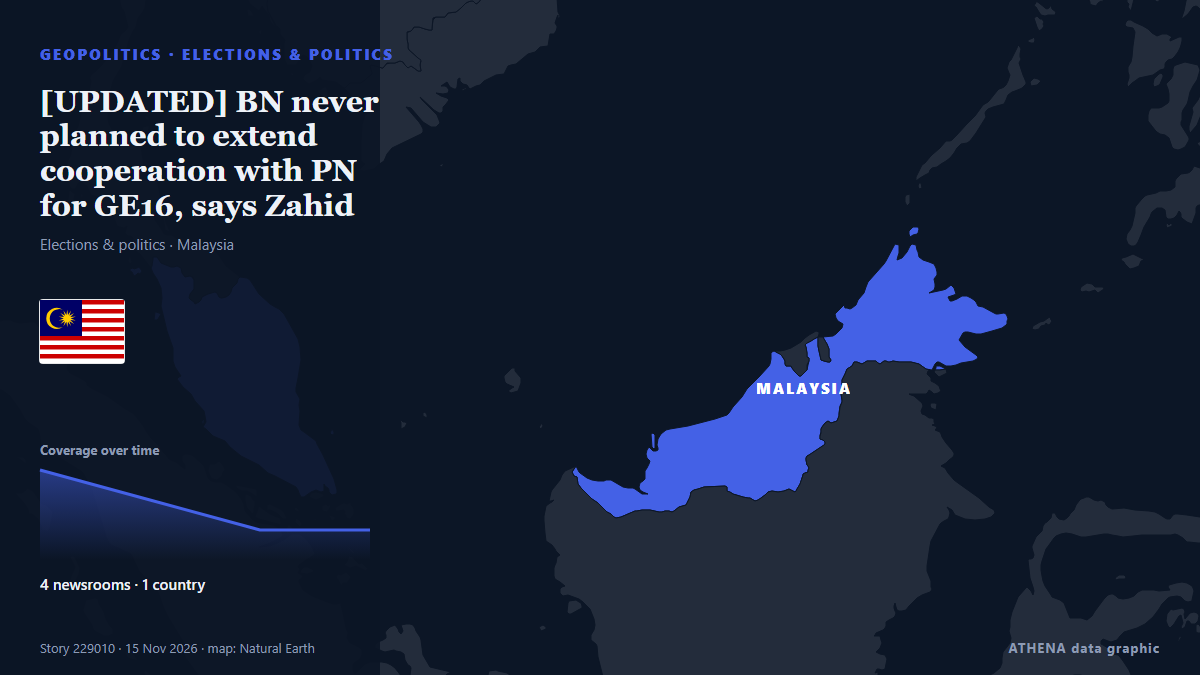 GEOPOLITICS · ELECTIONS & POLITICS
[UPDATED] BN never
planned to extend
cooperation with PN
for GE16, says Zahid
Elections & politics · Malaysia
MALAYSIA
Coverage over time
4 newsrooms · 1 country
Story 229010 · 15 Nov 2026 · map: Natural Earth
ATHENA data graphic